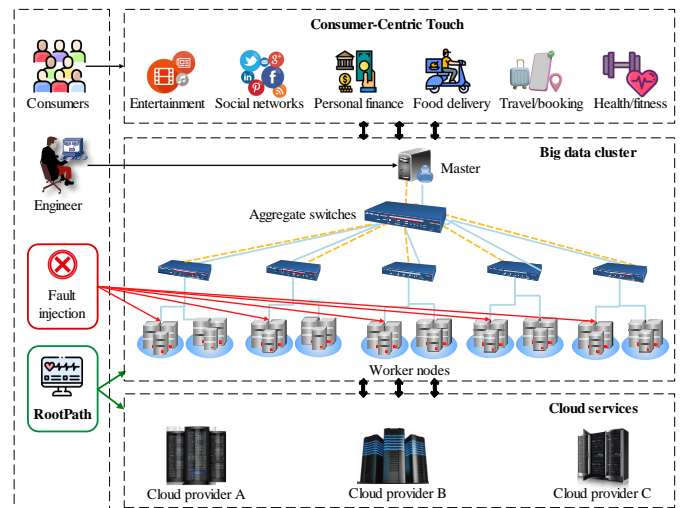 Consumer-Centric Touch
Consumers
Entertainment
Social networks
Personal finance
Food delivery
Travel/booking
Health/fitness
Big data cluster
Engineer
Master
Aggregate switches
Fault
injection
Worker nodes
RootPath
Cloud services
Cloud provider A
Cloud provider B
Cloud provider C